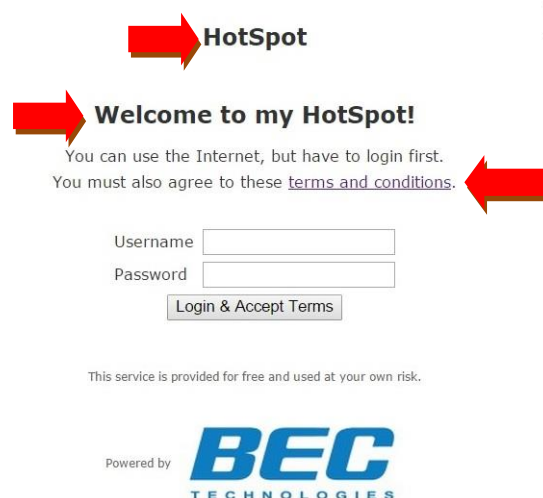 HotSpot
Welcome to my HotSpot!
You can use the Internet, but have to login first.
You must also agree to these terms and conditions.
Username
Password
Login & Accept Terms
This service is provided for free and used at your own risk.
Powered by
BEC
TECHNOLOGIES